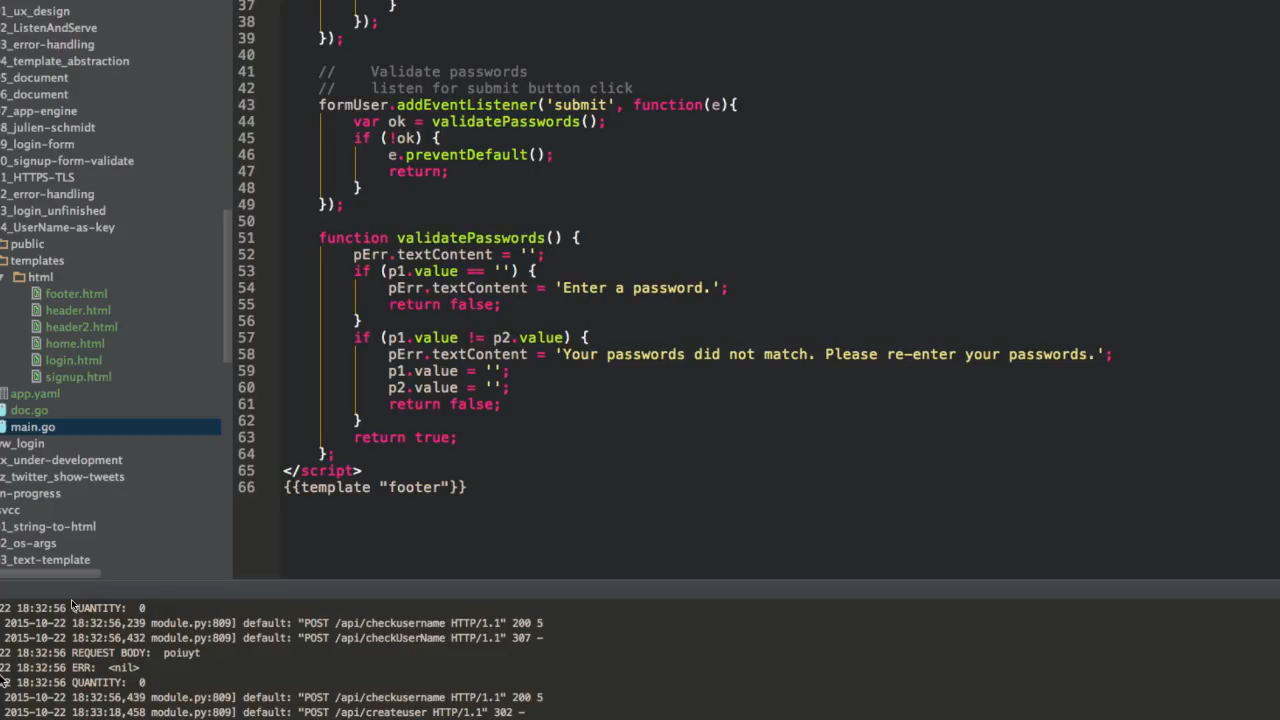 1_ux_design
2_ListenAndServe
3_error-handling
4_template_abstraction
5_document
6_document
7_app-engine
8_julien-schmidt
9_login-form
0_signup-form-validate
1_HTTPS-TLS
2_error-handling
3_login_unfinished
4_UserName-as-key
public
templates
html
footer.html
header.html
header2.html
home.html
login.html
signup.html
app.yaml
doc.go
main.go
w_login
x_under-development
z_twitter_show-tweets
n-progress
svcc
1_string-to-html
2_os-args
3_text-template
37 }
38 });
39 });
40
41 // Validate passwords
42 // listen for submit button click
43 formUser.addEventListener('submit', function(e){
44 var ok = validatePasswords();
45 if (!ok) {
46 e.preventDefault();
47 return;
48 }
49 });
50
51 function validatePasswords() {
52 pErr.textContent = '';
53 if (p1.value == '') {
54 pErr.textContent = 'Enter a password.';
55 return false;
56 }
57 if (p1.value != p2.value) {
58 pErr.textContent = 'Your passwords did not match. Please re-enter your passwords.';
59 p1.value = '';
60 p2.value = '';
61 return false;
62 }
63 return true;
64 };
65 </script>
66 {{template "footer"}}
22 18:32:56 QUANTITY: 0
2015-10-22 18:32:56,239 module.py:809] default: "POST /api/checkusername HTTP/1.1" 200 5
2015-10-22 18:32:56,432 module.py:809] default: "POST /api/checkUserName HTTP/1.1" 307 -
22 18:32:56 REQUEST BODY: poiuyt
22 18:32:56 ERR: <nil>
22 18:32:56 QUANTITY: 0
2015-10-22 18:32:56,439 module.py:809] default: "POST /api/checkusername HTTP/1.1" 200 5
2015-10-22 18:33:18,458 module.py:809] default: "POST /api/createuser HTTP/1.1" 302 -